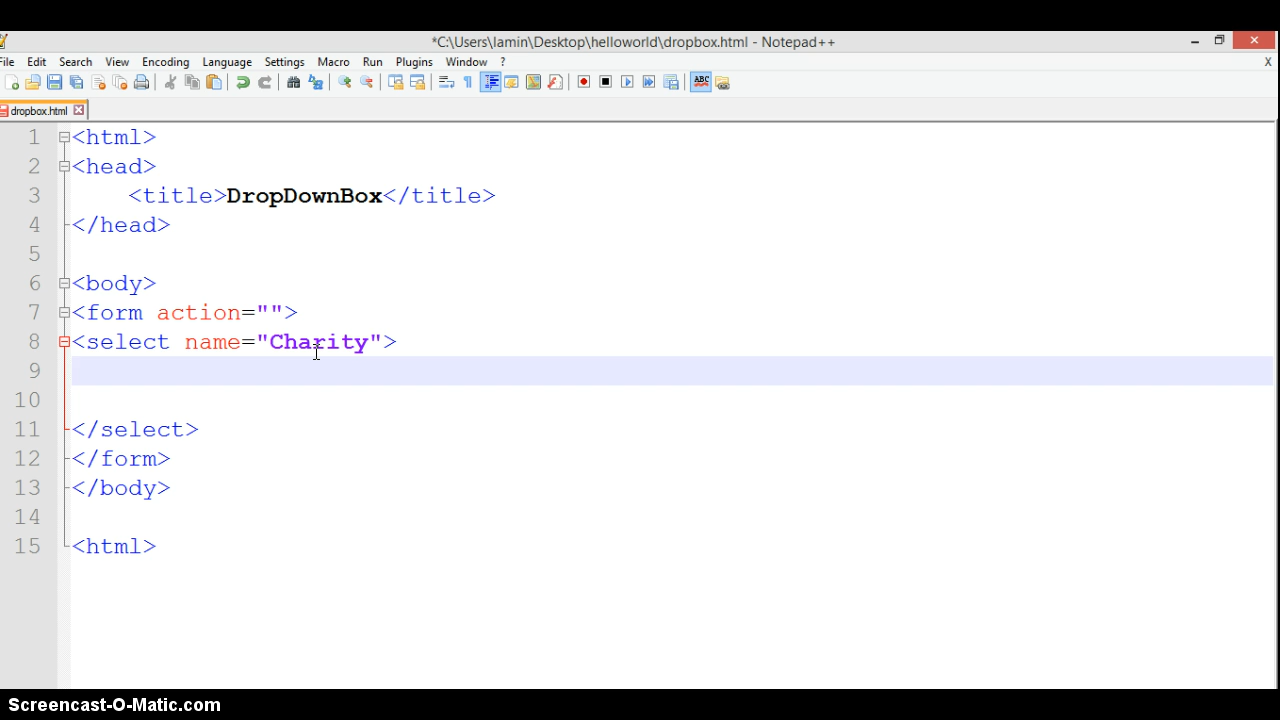 *C:\Users\lamin\Desktop\helloworld\dropbox.html - Notepad++
File Edit Search View Encoding Language Settings Macro Run Plugins Window ? X
dropbox.html
1 <html>
2 <head>
3 <title>DropDownBox</title>
4 </head>
5
6 <body>
7 <form action="">
8 <select name="Charity">
9
10
11 </select>
12 </form>
13 </body>
14
15 <html>
Screencast-O-Matic.com